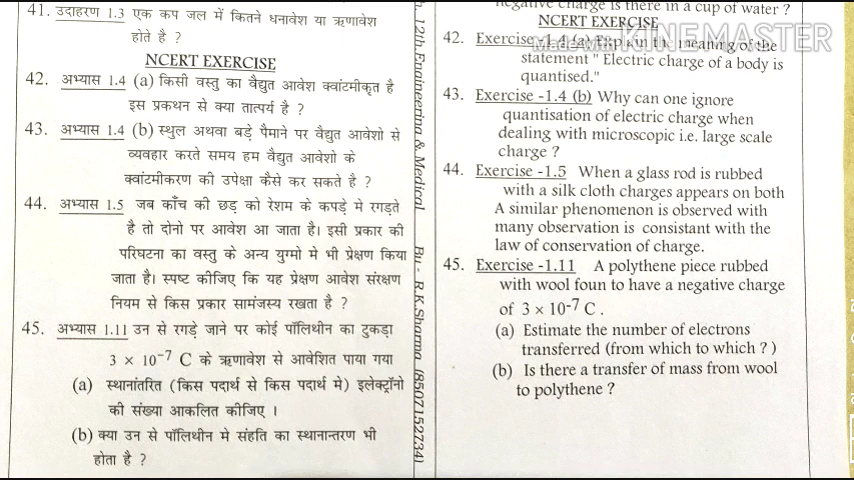 41. उदाहरण 1.3 एक कप जल में कितने धनावेश या ऋणावेश
होते है ?
NCERT EXERCISE
42. अभ्यास 1.4 (a) किसी वस्तु का वैद्युत आवेश क्वांटमीकृत है
इस प्रकथन से क्या तात्पर्य है ?
43. अभ्यास 1.4 (b) स्थुल अथवा बड़े पैमाने पर वैद्युत आवेशो से
व्यवहार करते समय हम वैद्युत आवेशो के
क्वांटमीकरण की उपेक्षा कैसे कर सकते है ?
44. अभ्यास 1.5 जब काँच की छड़ को रेशम के कपड़े मे रगड़ते
है तो दोनो पर आवेश आ जाता है। इसी प्रकार की
परिघटना का वस्तु के अन्य युग्मो मे भी प्रेक्षण किया
जाता है। स्पष्ट कीजिए कि यह प्रेक्षण आवेश संरक्षण
नियम से किस प्रकार सामंजस्य रखता है ?
45. अभ्यास 1.11 उन से रगड़े जाने पर कोई पॉलिथीन का टुकड़ा
3 × 10⁻⁷ C के ऋणावेश से आवेशित पाया गया
(a) स्थानांतरित (किस पदार्थ से किस पदार्थ मे) इलेक्ट्रॉनो
की संख्या आकलित कीजिए ।
(b) क्या उन से पॉलिथीन मे संहति का स्थानान्तरण भी
होता है ?
12th.Engineering & Medical By - R.K.Sharma (8507152734)
negative charge is there in a cup of water ?
NCERT EXERCISE
Made with KINEMASTER
42. Exercise -1.4 (a) Explain the meaning of the
statement " Electric charge of a body is
quantised."
43. Exercise -1.4 (b) Why can one ignore
quantisation of electric charge when
dealing with microscopic i.e. large scale
charge ?
44. Exercise -1.5 When a glass rod is rubbed
with a silk cloth charges appears on both
A similar phenomenon is observed with
many observation is consistant with the
law of conservation of charge.
45. Exercise -1.11 A polythene piece rubbed
with wool foun to have a negative charge
of 3 × 10⁻⁷ C .
(a) Estimate the number of electrons
transferred (from which to which ? )
(b) Is there a transfer of mass from wool
to polythene ?